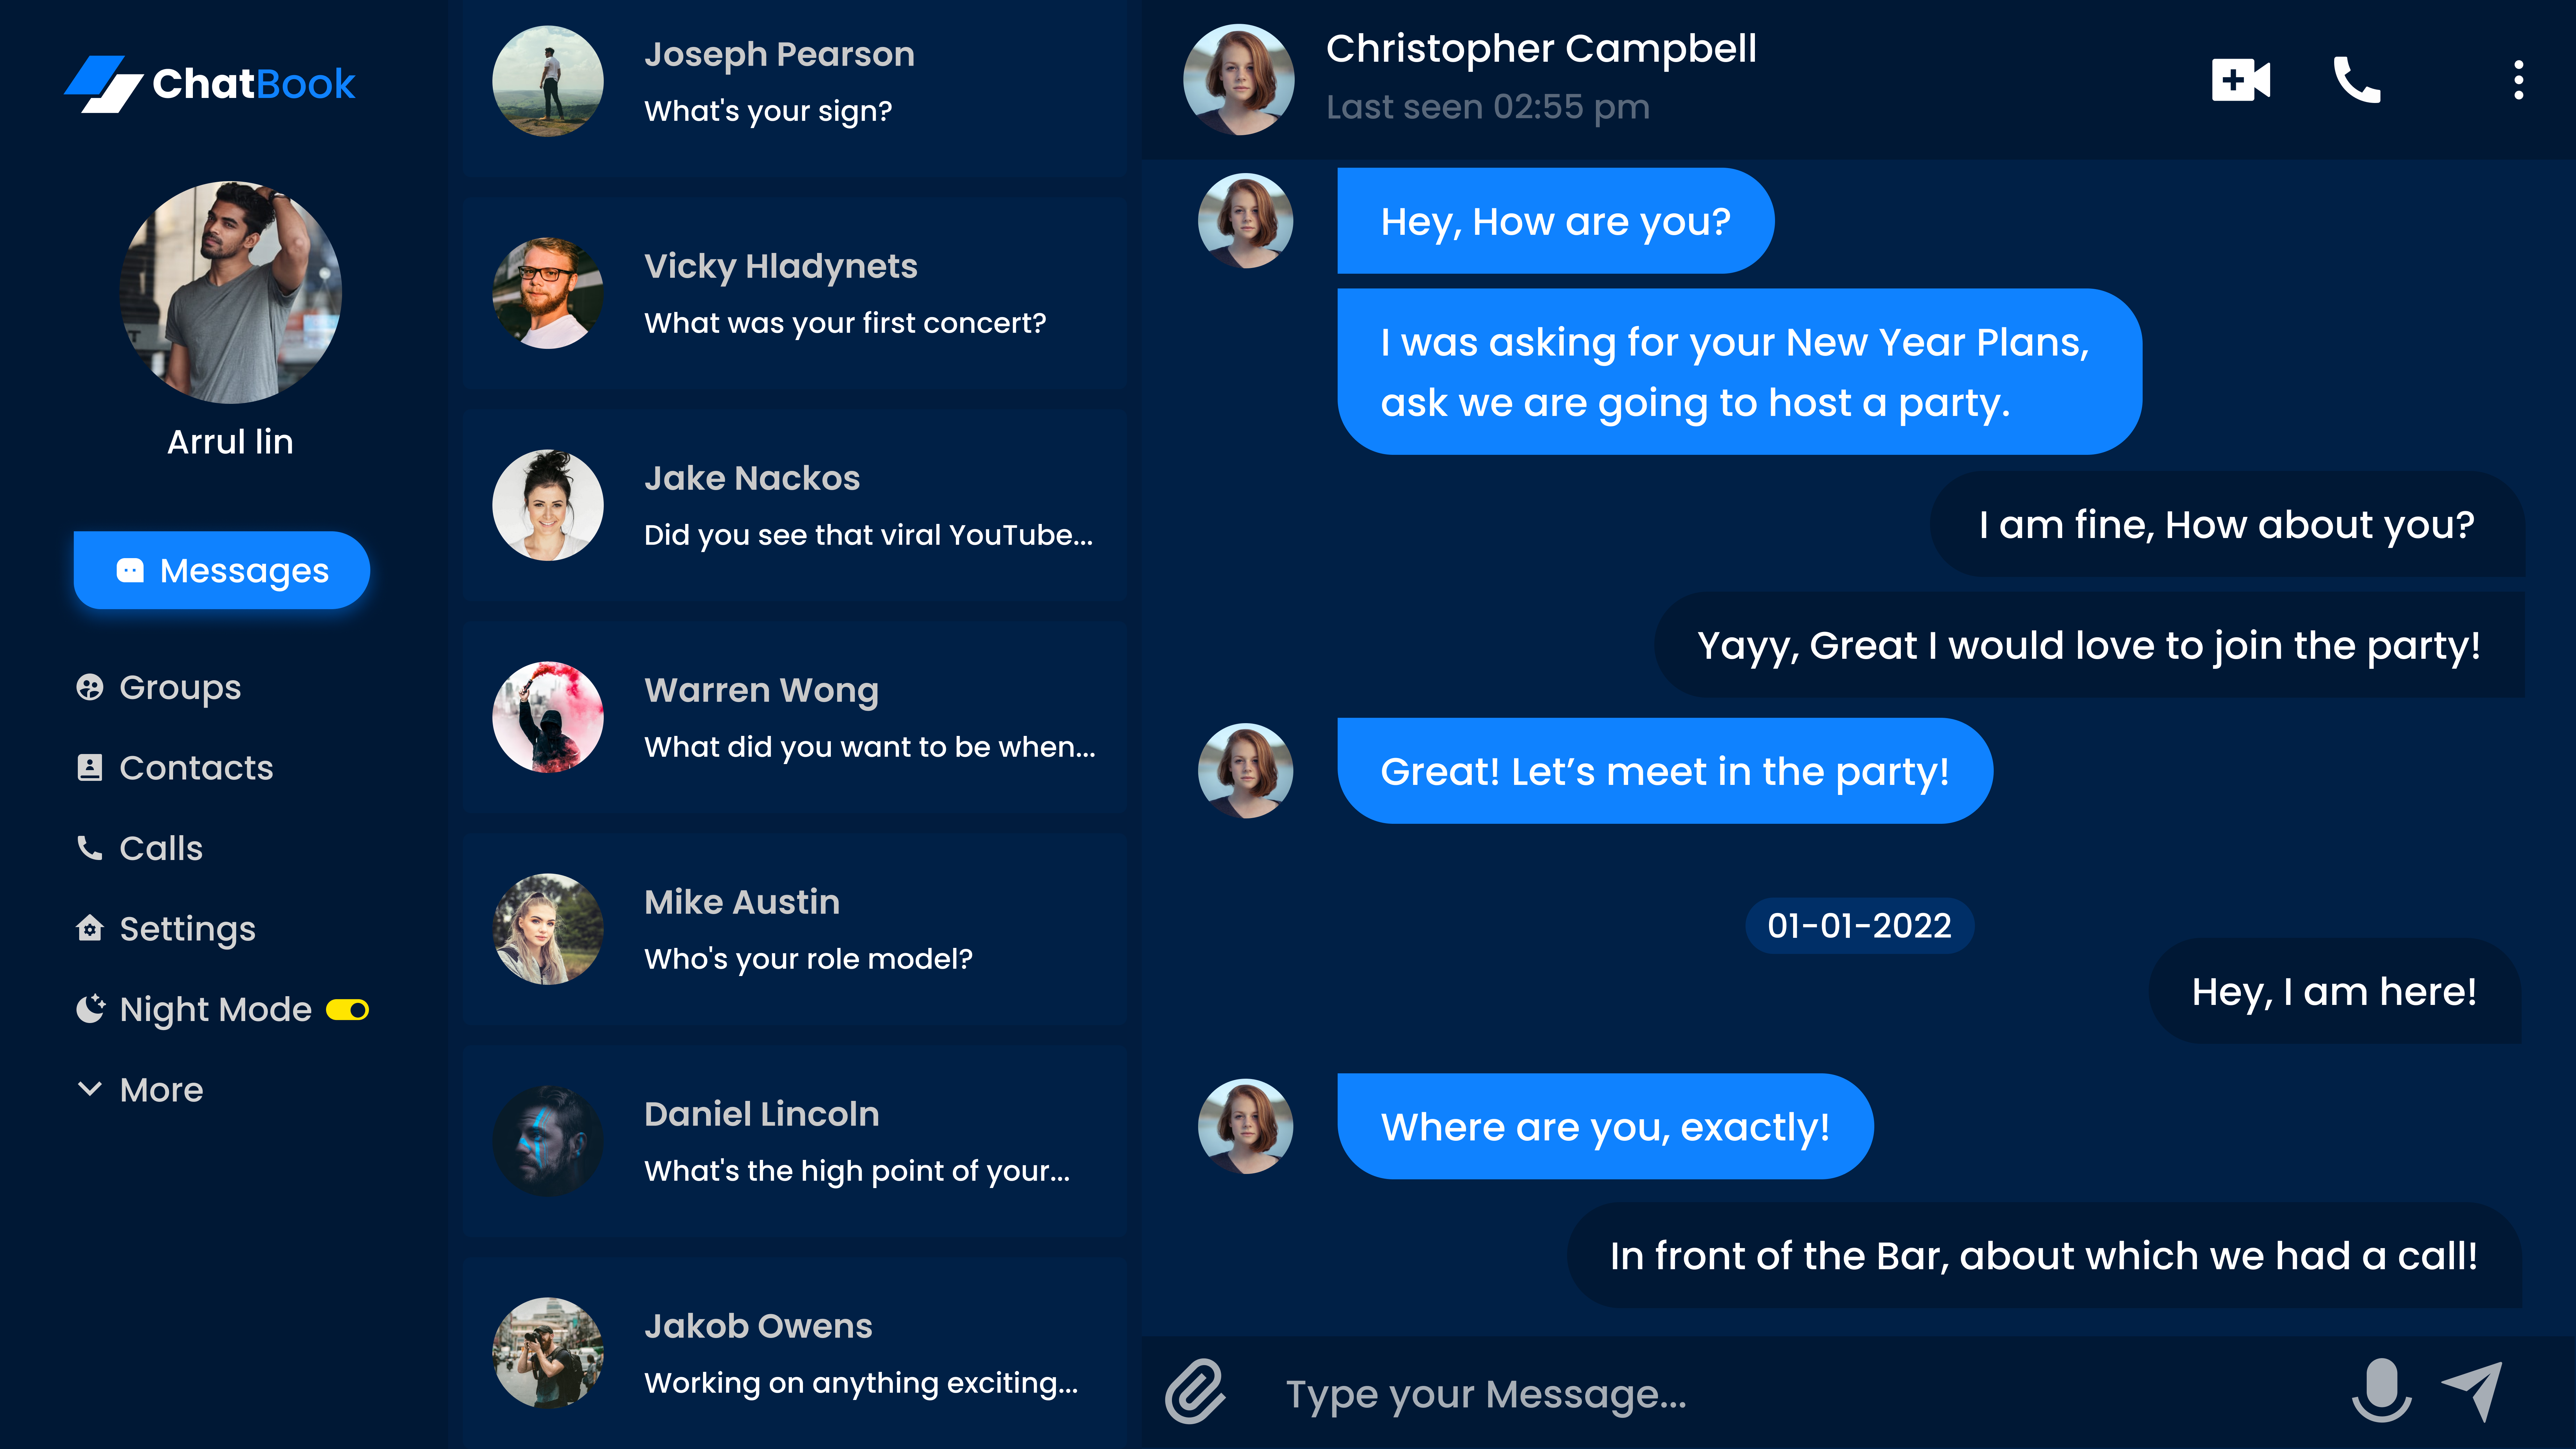 ChatBook
Arrul lin
Messages
Groups
Contacts
Calls
Settings
Night Mode
More
Joseph Pearson
What's your sign?
Vicky Hladynets
What was your first concert?
Jake Nackos
Did you see that viral YouTube...
Warren Wong
What did you want to be when...
Mike Austin
Who's your role model?
Daniel Lincoln
What's the high point of your...
Jakob Owens
Working on anything exciting...
Christopher Campbell
Last seen 02:55 pm
Hey, How are you?
I was asking for your New Year Plans,
ask we are going to host a party.
I am fine, How about you?
Yayy, Great I would love to join the party!
Great! Let’s meet in the party!
01-01-2022
Hey, I am here!
Where are you, exactly!
In front of the Bar, about which we had a call!
Type your Message...